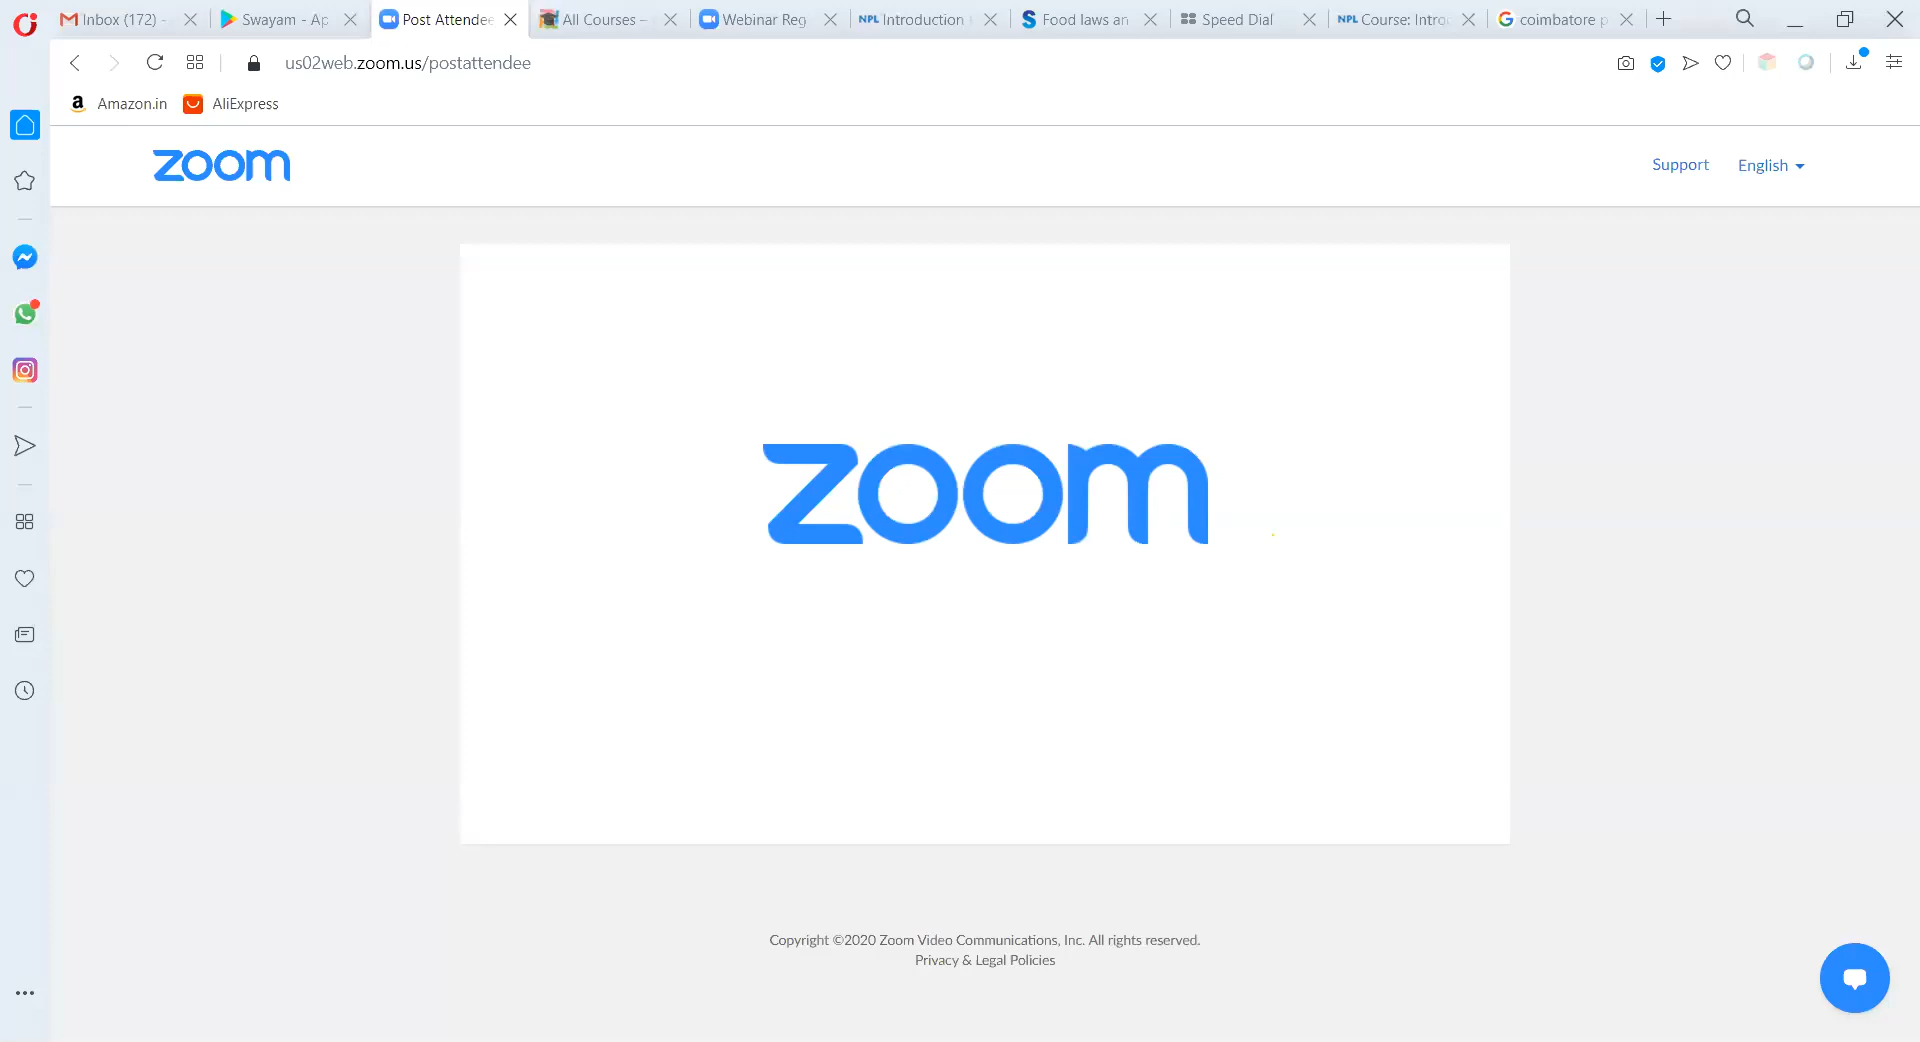 Inbox (172) -
Swayam - Ap
Post Attendee
All Courses –
Webinar Reg
NPL Introduction
Food laws an
Speed Dial
NPL Course: Intro
coimbatore p
us02web.zoom.us/postattendee
Amazon.in
AliExpress
zoom
Support
English
zoom
Copyright ©2020 Zoom Video Communications, Inc. All rights reserved.
Privacy & Legal Policies